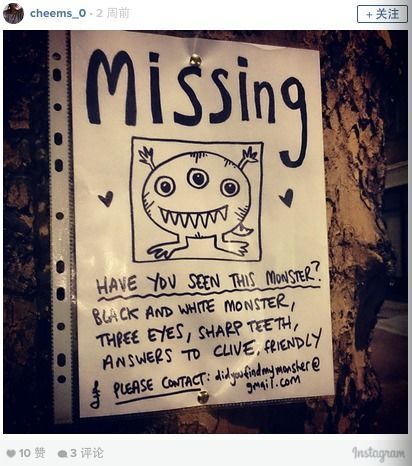 cheems_0 · 2 周前
+ 关注
Missing
HAVE YOU SEEN THIS MONSTER?
BLACK AND WHITE MONSTER,
THREE EYES, SHARP TEETH,
ANSWERS TO CLIVE, FRIENDLY
PLEASE CONTACT: didyoufindmymonster@
gmail.com
10 赞 3 评论
Instagram